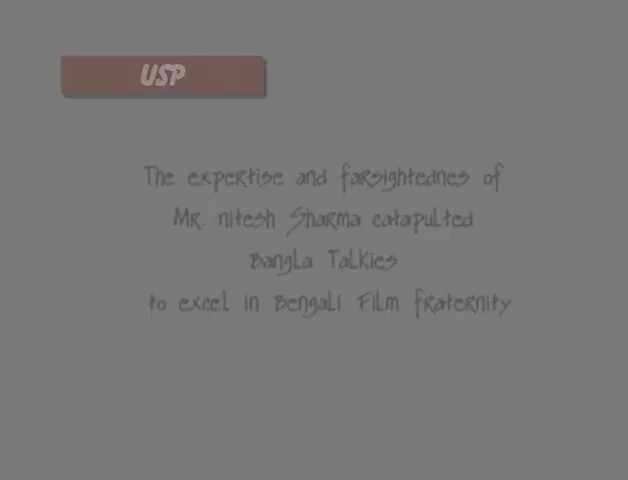 USP
The expertise and farsightednes of
Mr. nitesh Sharma catapulted
Bangla Talkies
to excel in Bengali Film fraternity